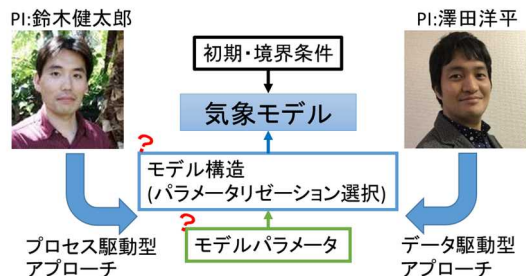 PI:鈴木健太郎
PI:澤田洋平
初期・境界条件
気象モデル
?
モデル構造
(パラメータリゼーション選択)
?
モデルパラメータ
プロセス駆動型
アプローチ
データ駆動型
アプローチ